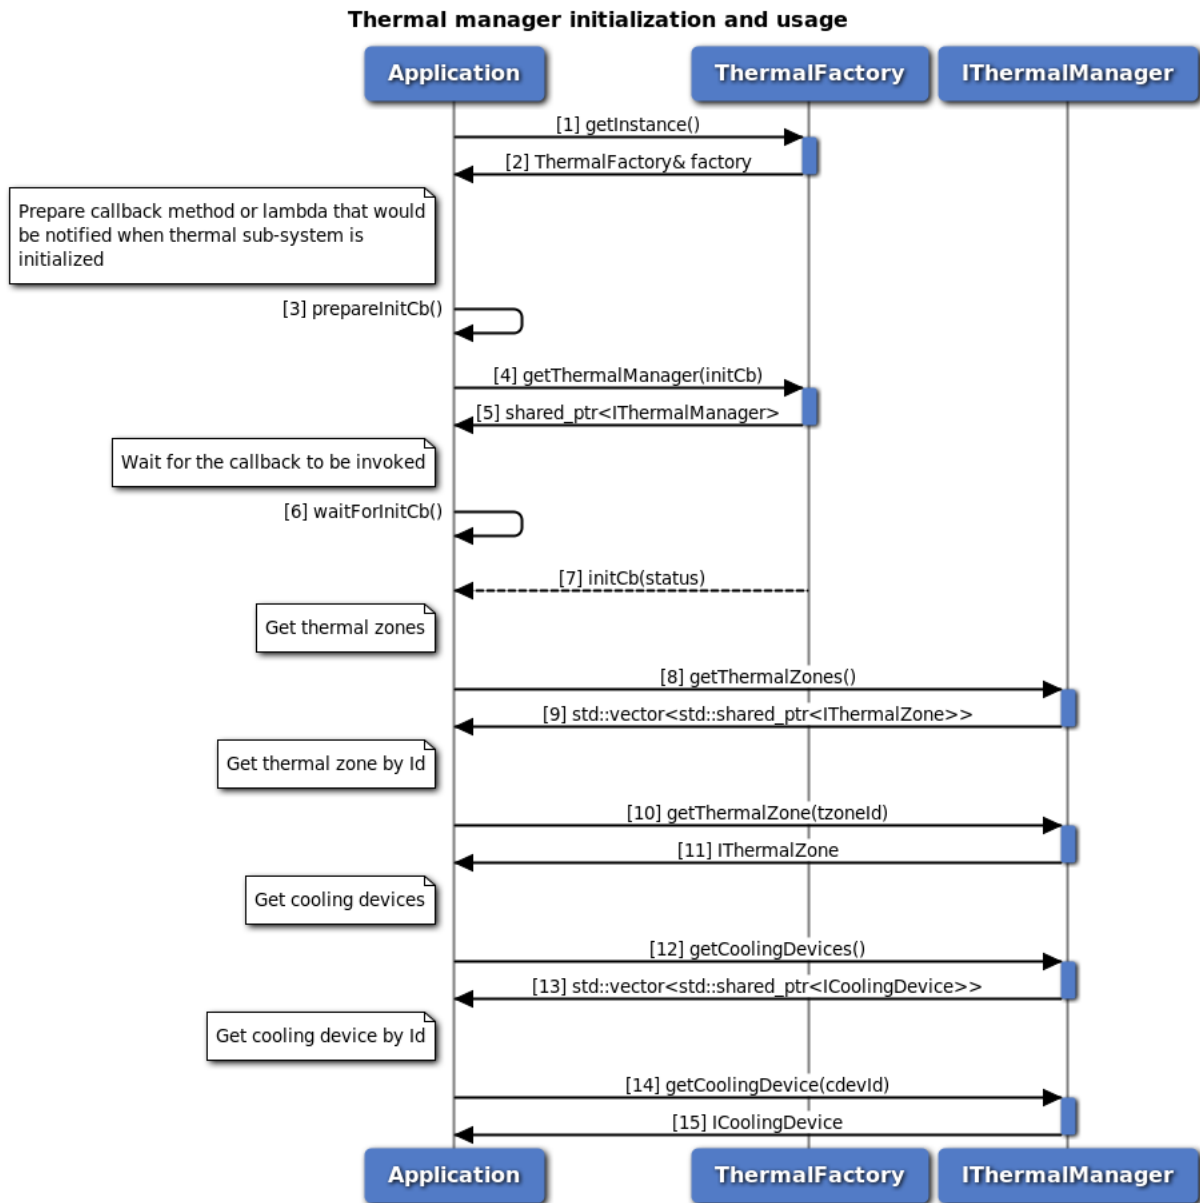 Thermal manager initialization and usage
Application
ThermalFactory
IThermalManager
[1] getInstance()
[2] ThermalFactory& factory
Prepare callback method or lambda that would
be notified when thermal sub-system is
initialized
[3] prepareInitCb()
[4] getThermalManager(initCb)
[5] shared_ptr<IThermalManager>
Wait for the callback to be invoked
[6] waitForInitCb()
[7] initCb(status)
Get thermal zones
[8] getThermalZones()
[9] std::vector<std::shared_ptr<IThermalZone>>
Get thermal zone by Id
[10] getThermalZone(tzoneId)
[11] IThermalZone
Get cooling devices
[12] getCoolingDevices()
[13] std::vector<std::shared_ptr<ICoolingDevice>>
Get cooling device by Id
[14] getCoolingDevice(cdevId)
[15] ICoolingDevice
Application
ThermalFactory
IThermalManager